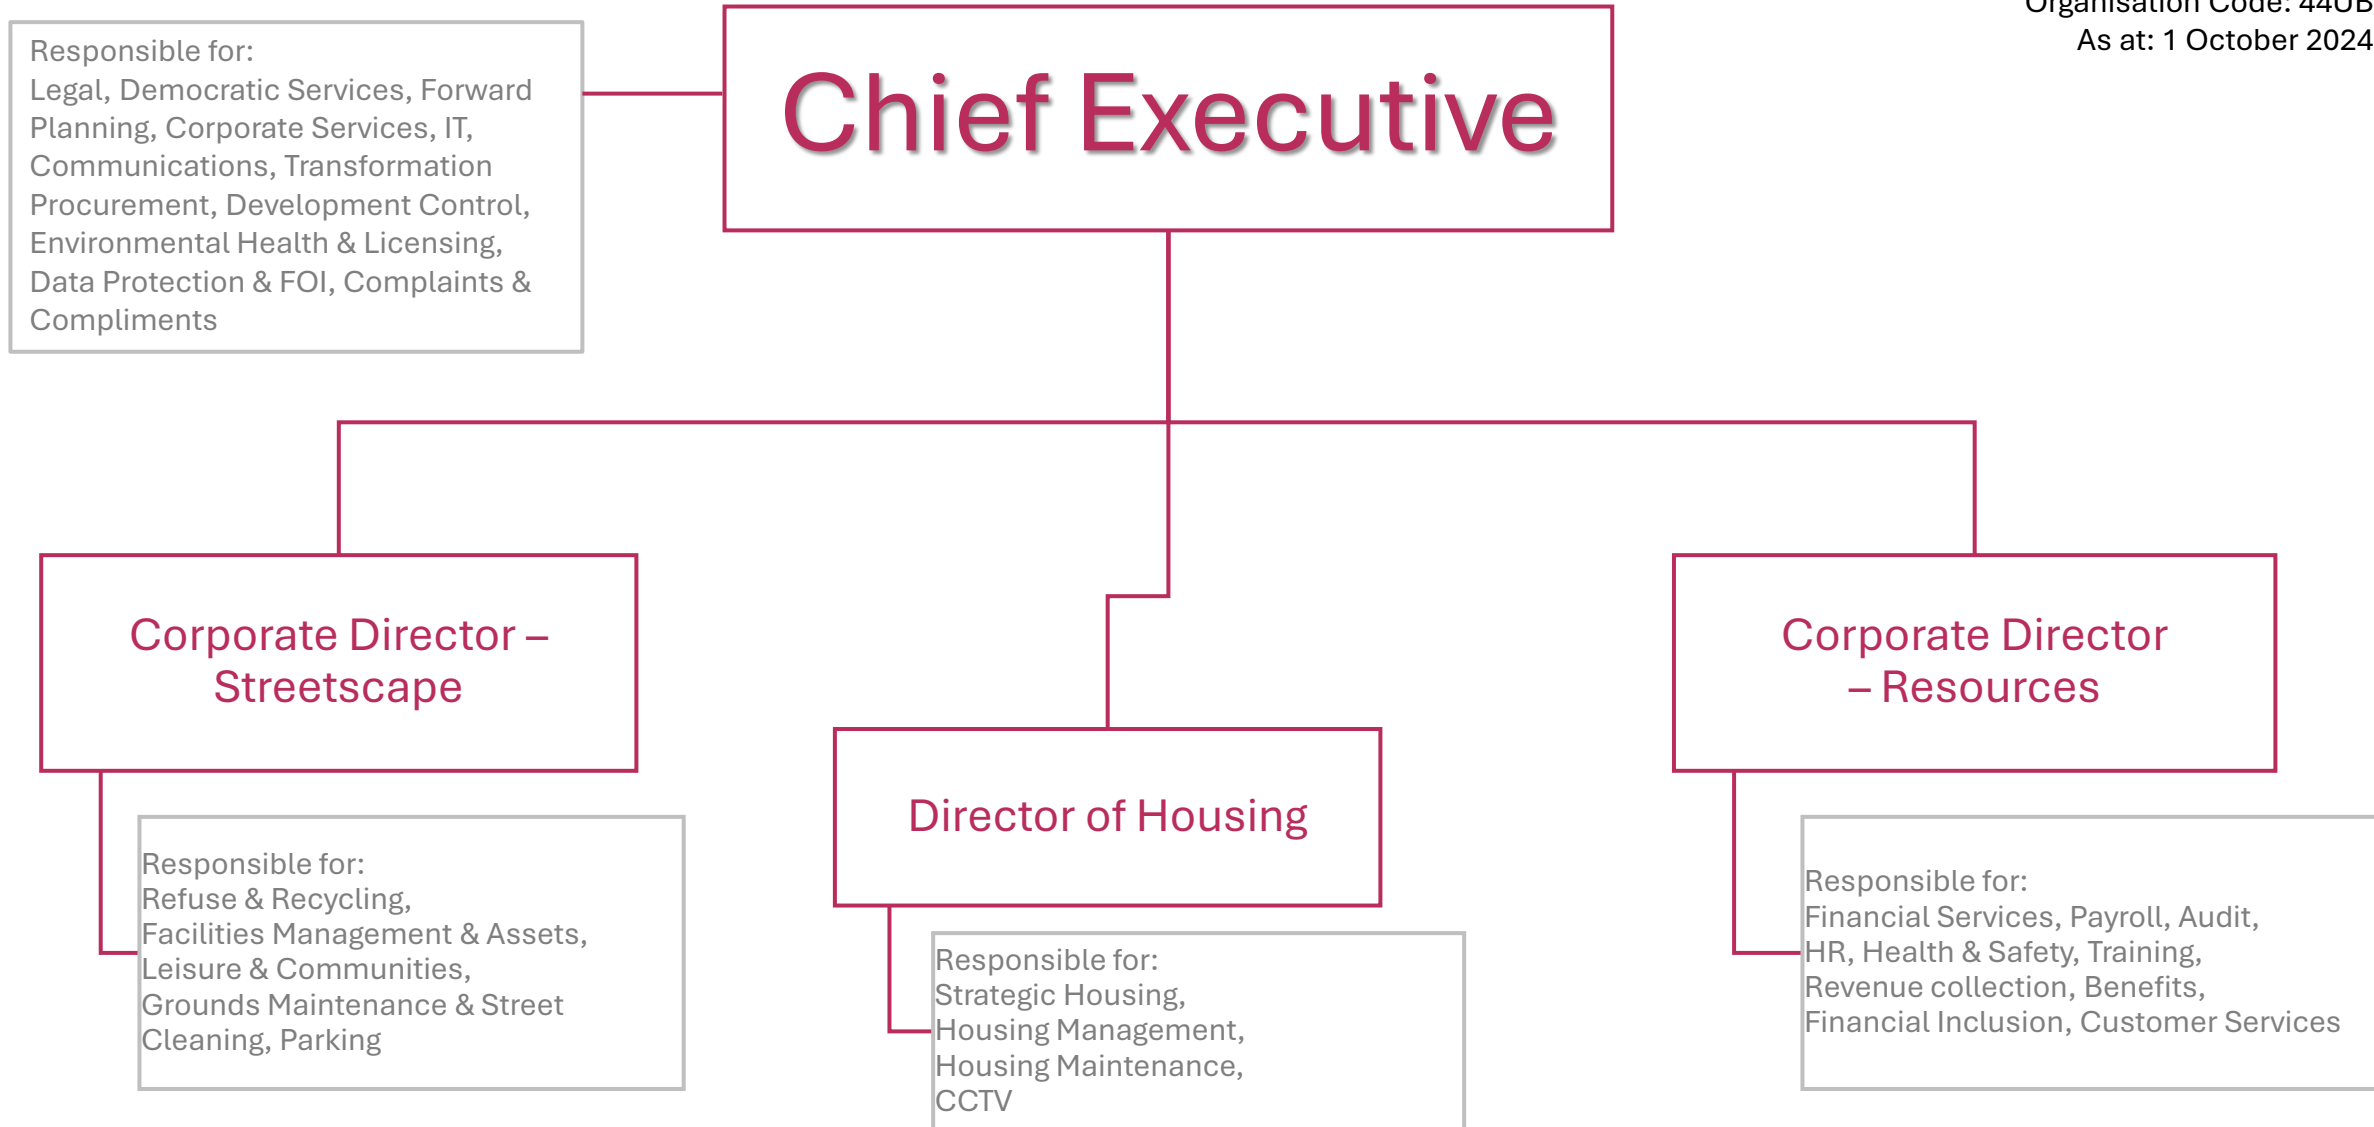 Organisation Code: 44UB
As at: 1 October 2024
Responsible for:
Legal, Democratic Services, Forward
Planning, Corporate Services, IT,
Communications, Transformation
Procurement, Development Control,
Environmental Health & Licensing,
Data Protection & FOI, Complaints &
Compliments
Chief Executive
Corporate Director –
Streetscape
Responsible for:
Refuse & Recycling,
Facilities Management & Assets,
Leisure & Communities,
Grounds Maintenance & Street
Cleaning, Parking
Director of Housing
Responsible for:
Strategic Housing,
Housing Management,
Housing Maintenance,
CCTV
Corporate Director
– Resources
Responsible for:
Financial Services, Payroll, Audit,
HR, Health & Safety, Training,
Revenue collection, Benefits,
Financial Inclusion, Customer Services